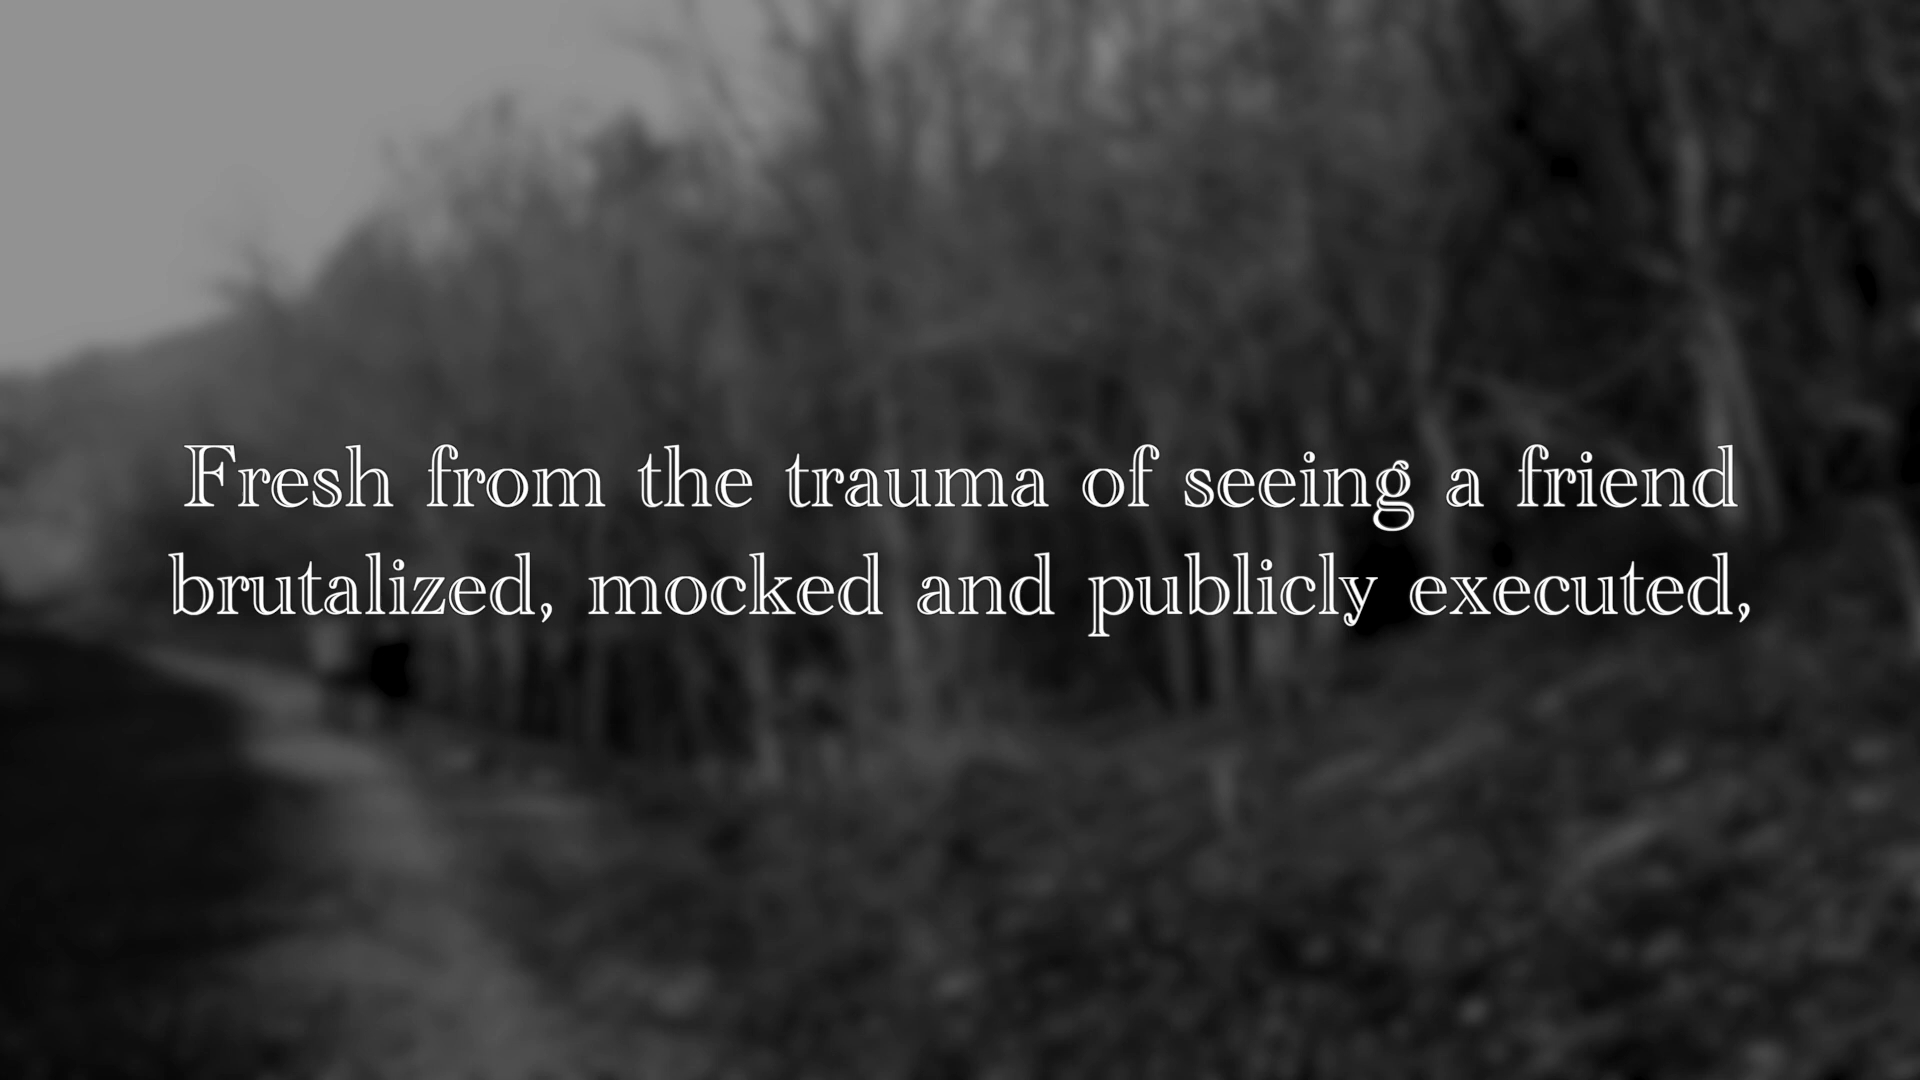 Fresh from the trauma of seeing a friend
brutalized, mocked and publicly executed,